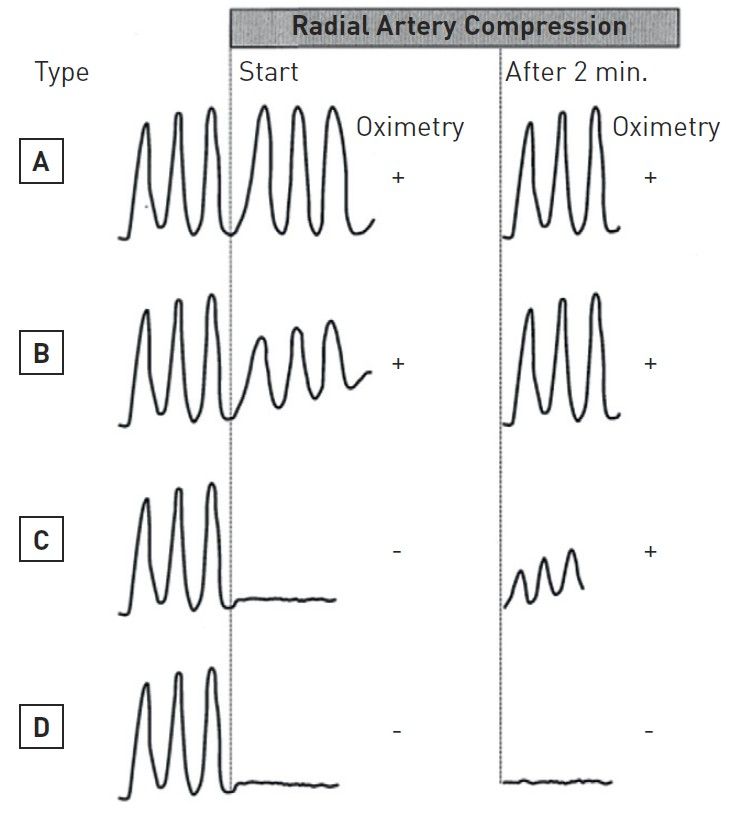 Radial Artery Compression
Type Start After 2 min.
Oximetry Oximetry
A + +
B + +
C - +
D - -